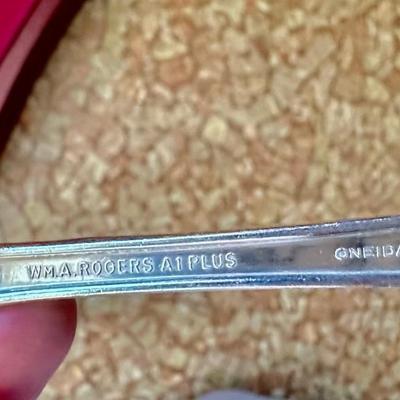 WM.A.ROGERS A1 PLUS ONEIDA